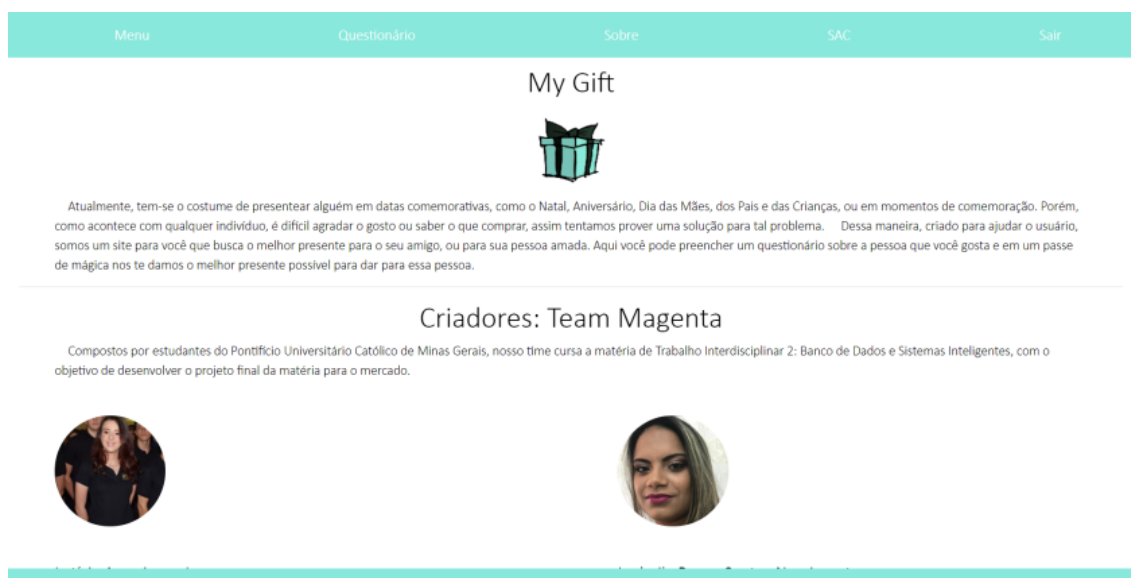 Menu
Questionário
Sobre
SAC
Sair
My Gift
Atualmente, tem-se o costume de presentear alguém em datas comemorativas, como o Natal, Aniversário, Dia das Mães, dos Pais e das Crianças, ou em momentos de comemoração. Porém,
como acontece com qualquer indivíduo, é difícil agradar o gosto ou saber o que comprar, assim tentamos prover uma solução para tal problema. Dessa maneira, criado para ajudar o usuário,
somos um site para você que busca o melhor presente para o seu amigo, ou para sua pessoa amada. Aqui você pode preencher um questionário sobre a pessoa que você gosta e em um passe
de mágica nos te damos o melhor presente possível para dar para essa pessoa.
Criadores: Team Magenta
Compostos por estudantes do Pontifício Universitário Católico de Minas Gerais, nosso time cursa a matéria de Trabalho Interdisciplinar 2: Banco de Dados e Sistemas Inteligentes, com o
objetivo de desenvolver o projeto final da matéria para o mercado.